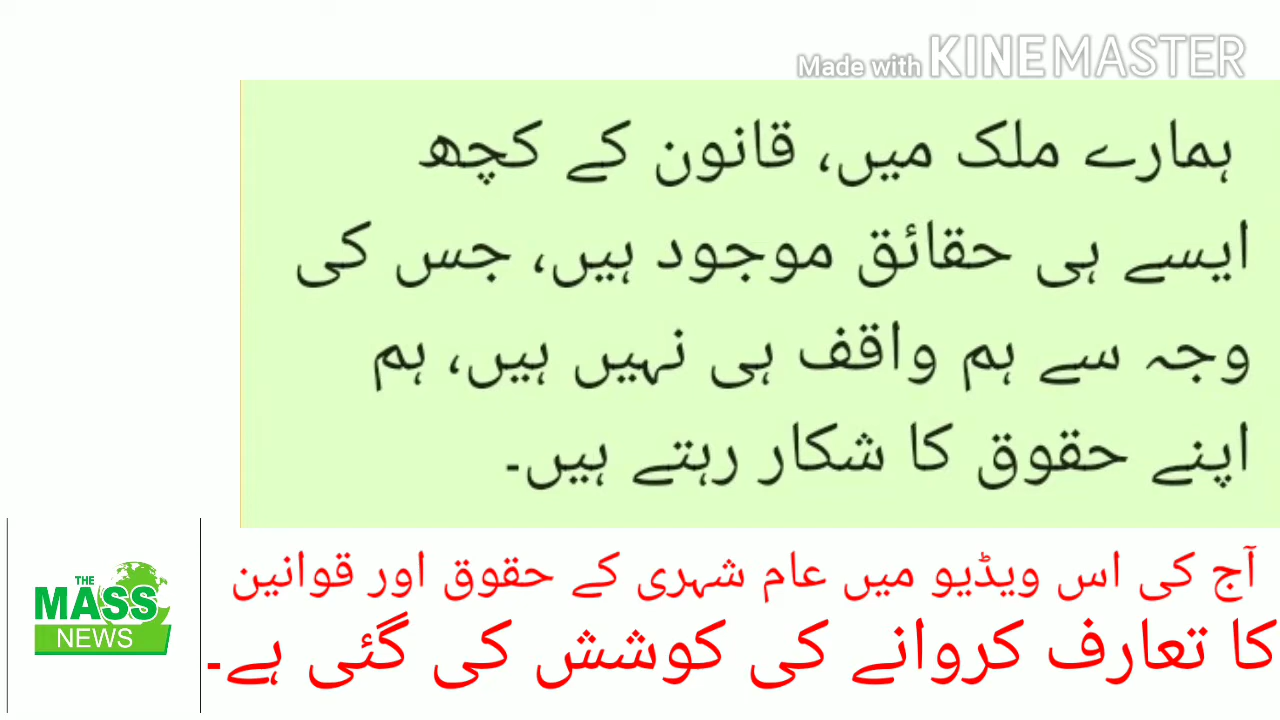 Made with KINEMASTER
ہمارے ملک میں، قانون کے کچھ
ایسے ہی حقائق موجود ہیں، جس کی
وجہ سے ہم واقف ہی نہیں ہیں، ہم
اپنے حقوق کا شکار رہتے ہیں۔
آج کی اس ویڈیو میں عام شہری کے حقوق اور قوانین
کا تعارف کروانے کی کوشش کی گئی ہے۔
THE
MASS
NEWS